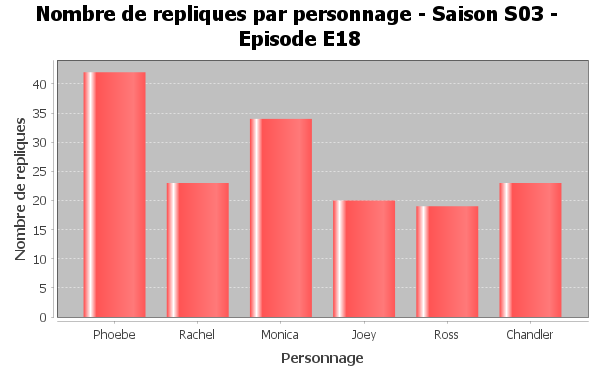 Nombre de repliques par personnage - Saison S03 -
Episode E18
Nombre de repliques
40
35
30
25
20
15
10
5
0
Phoebe Rachel Monica Joey Ross Chandler
Personnage